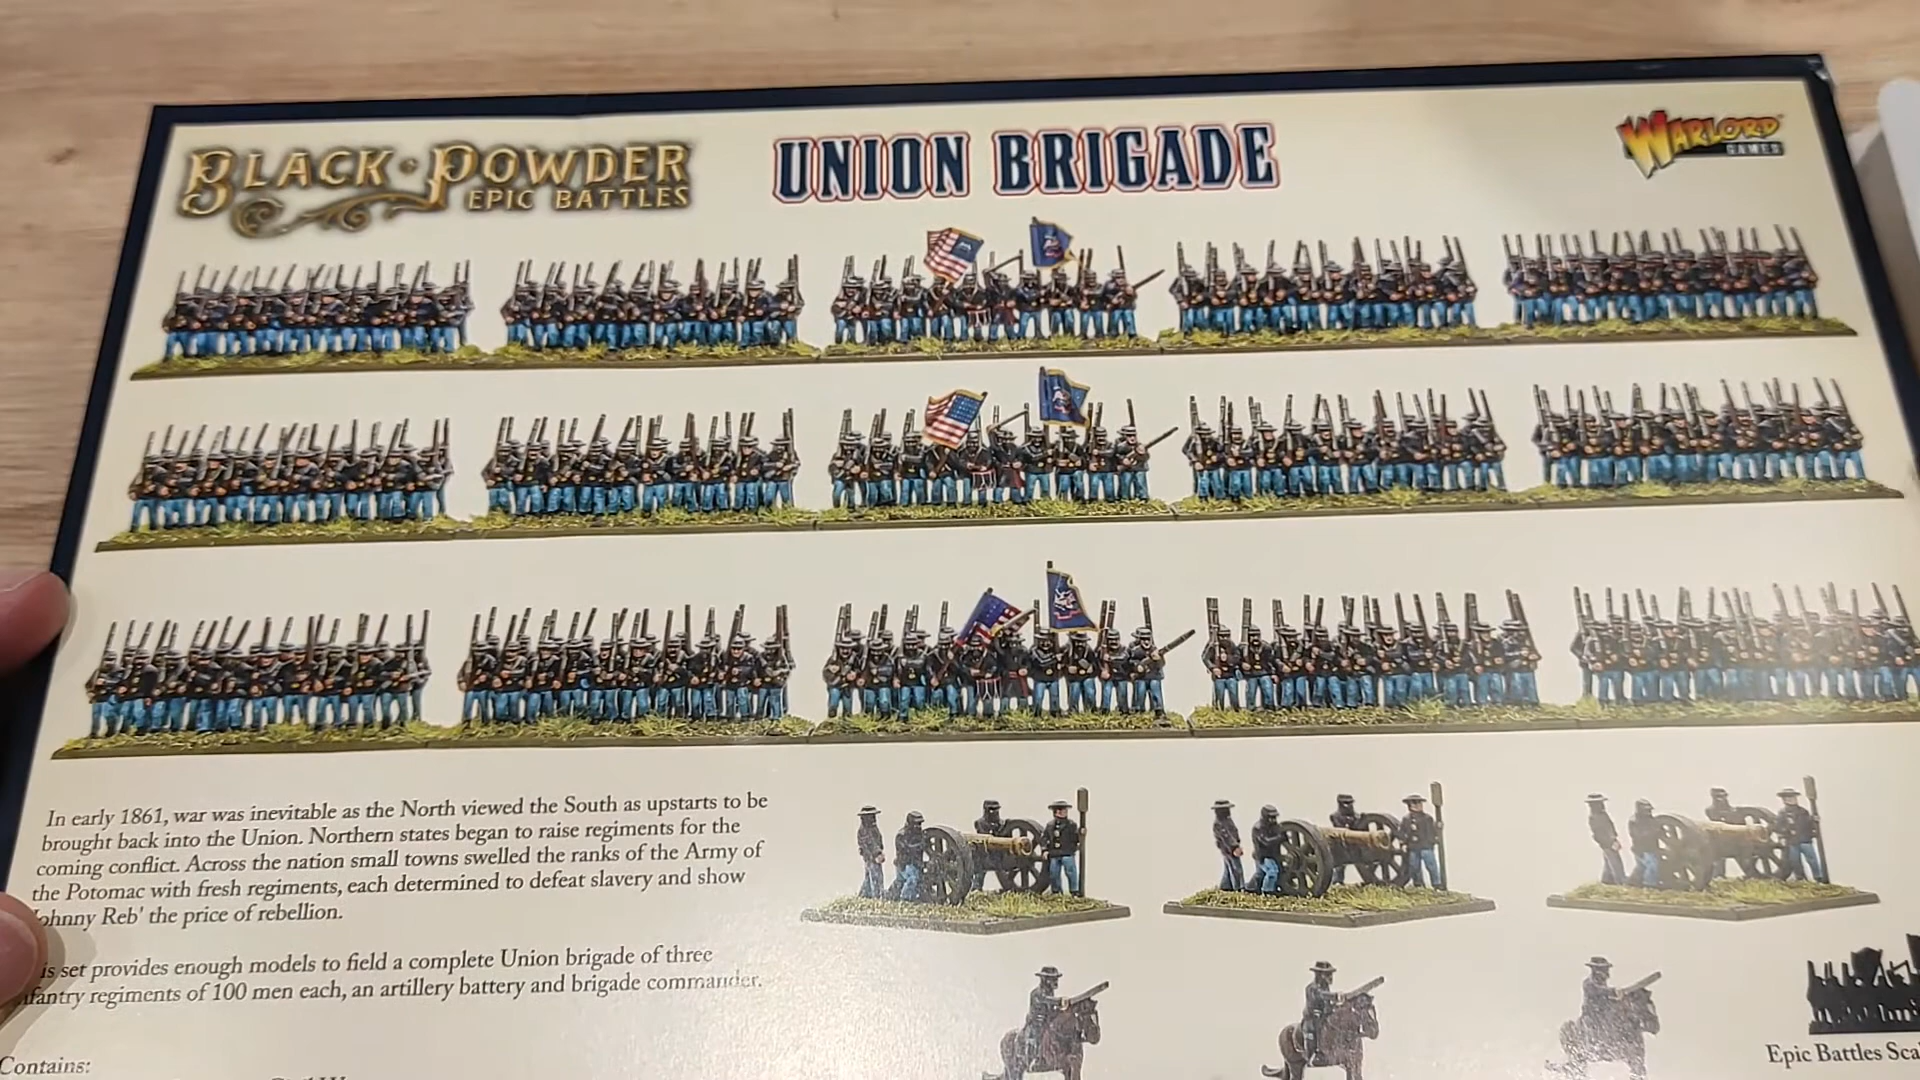 BLACK·POWDER
EPIC BATTLES
UNION BRIGADE
WARLORD
GAMES
In early 1861, war was inevitable as the North viewed the South as upstarts to be
brought back into the Union. Northern states began to raise regiments for the
coming conflict. Across the nation small towns swelled the ranks of the Army of
the Potomac with fresh regiments, each determined to defeat slavery and show
Johnny Reb' the price of rebellion.
is set provides enough models to field a complete Union brigade of three
fantry regiments of 100 men each, an artillery battery and brigade commander.
Contains:
Epic Battles